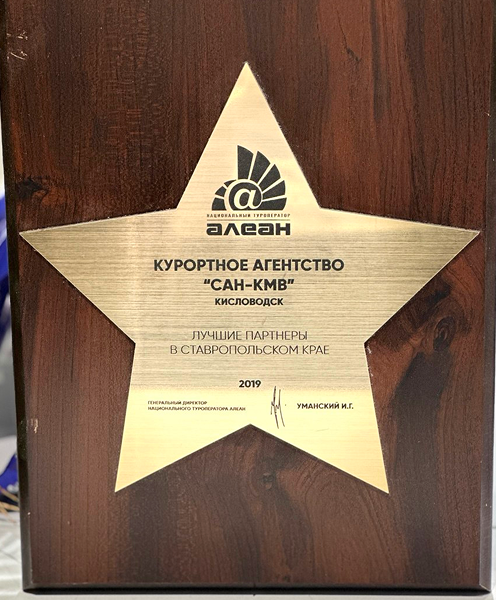 @
НАЦИОНАЛЬНЫЙ ТУРОПЕРАТОР
алеан
КУРОРТНОЕ АГЕНТСТВО
"САН-КМВ"
КИСЛОВОДСК
ЛУЧШИЕ ПАРТНЕРЫ
В СТАВРОПОЛЬСКОМ КРАЕ
2019
ГЕНЕРАЛЬНЫЙ ДИРЕКТОР
НАЦИОНАЛЬНОГО ТУРОПЕРАТОРА АЛЕАН
УМАНСКИЙ И.Г.